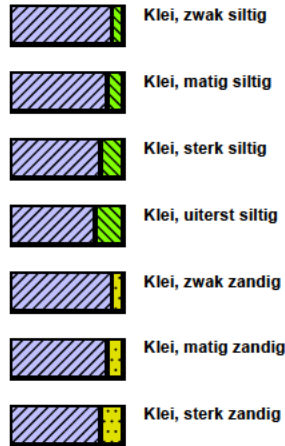 Klei, zwak siltig
Klei, matig siltig
Klei, sterk siltig
Klei, uiterst siltig
Klei, zwak zandig
Klei, matig zandig
Klei, sterk zandig